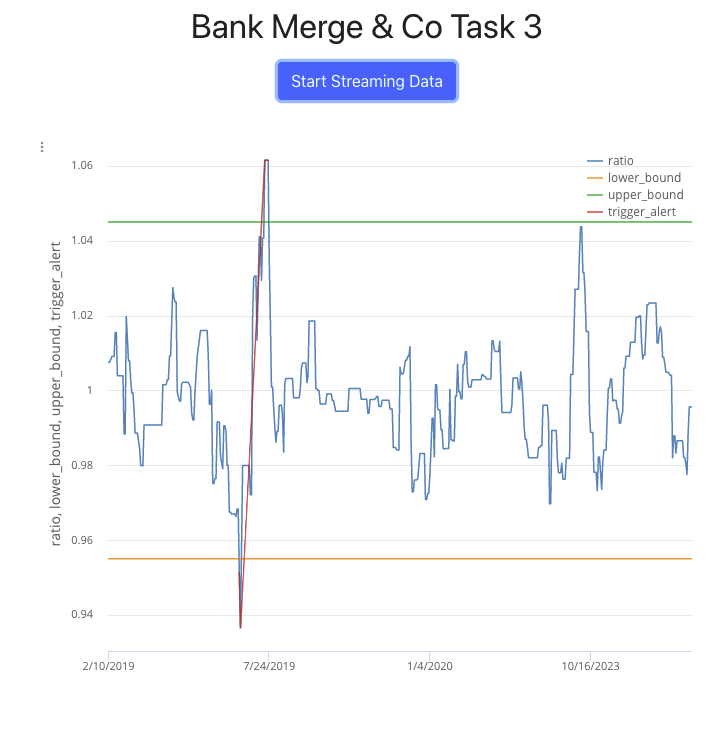 Bank Merge & Co Task 3
Start Streaming Data
ratio, lower_bound, upper_bound, trigger_alert
1.06
1.04
1.02
1
0.98
0.96
0.94
ratio
lower_bound
upper_bound
trigger_alert
2/10/2019 7/24/2019 1/4/2020 10/16/2023